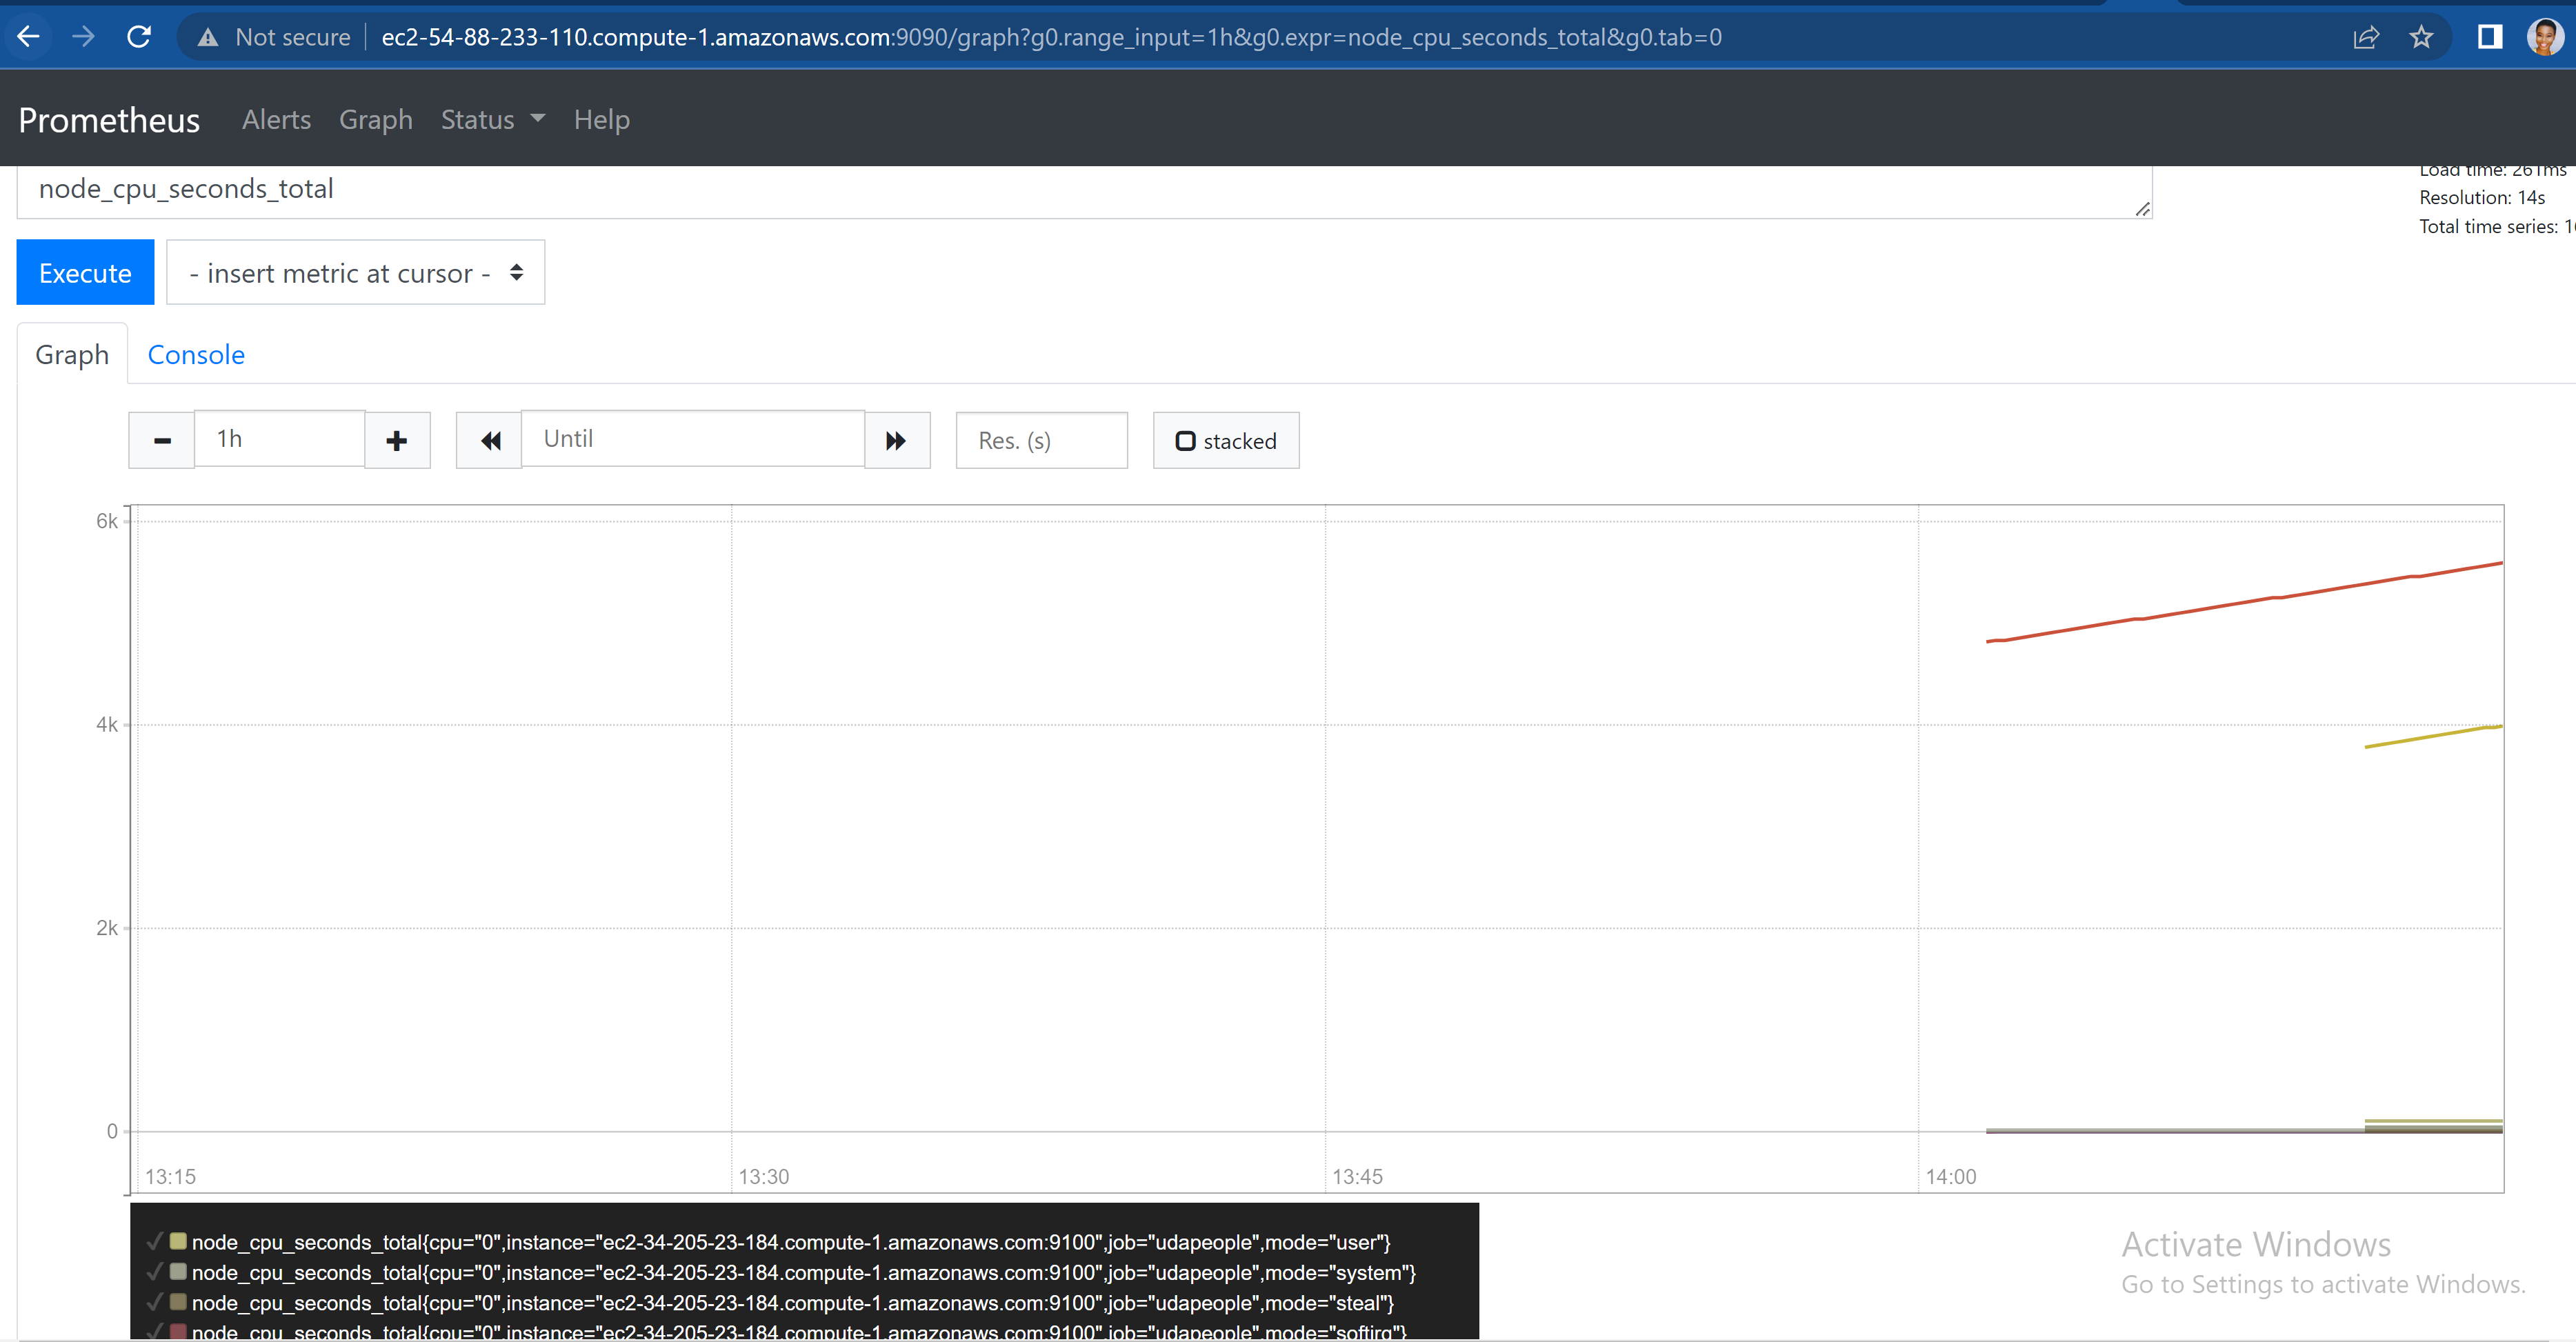 Not secure ec2-54-88-233-110.compute-1.amazonaws.com:9090/graph?g0.range_input=1h&g0.expr=node_cpu_seconds_total&g0.tab=0
Prometheus Alerts Graph Status Help
node_cpu_seconds_total
Load time: 261ms
Resolution: 14s
Total time series:
Execute - insert metric at cursor -
Graph Console
1h Until Res. (s) stacked
6k
4k
2k
0
13:15 13:30 13:45 14:00
node_cpu_seconds_total{cpu="0",instance="ec2-34-205-23-184.compute-1.amazonaws.com:9100",job="udapeople",mode="user"}
node_cpu_seconds_total{cpu="0",instance="ec2-34-205-23-184.compute-1.amazonaws.com:9100",job="udapeople",mode="system"}
node_cpu_seconds_total{cpu="0",instance="ec2-34-205-23-184.compute-1.amazonaws.com:9100",job="udapeople",mode="steal"}
node_cpu_seconds_total{cpu="0",instance="ec2-34-205-23-184.compute-1.amazonaws.com:9100",job="udapeople",mode="softirq"}
Activate Windows
Go to Settings to activate Windows.